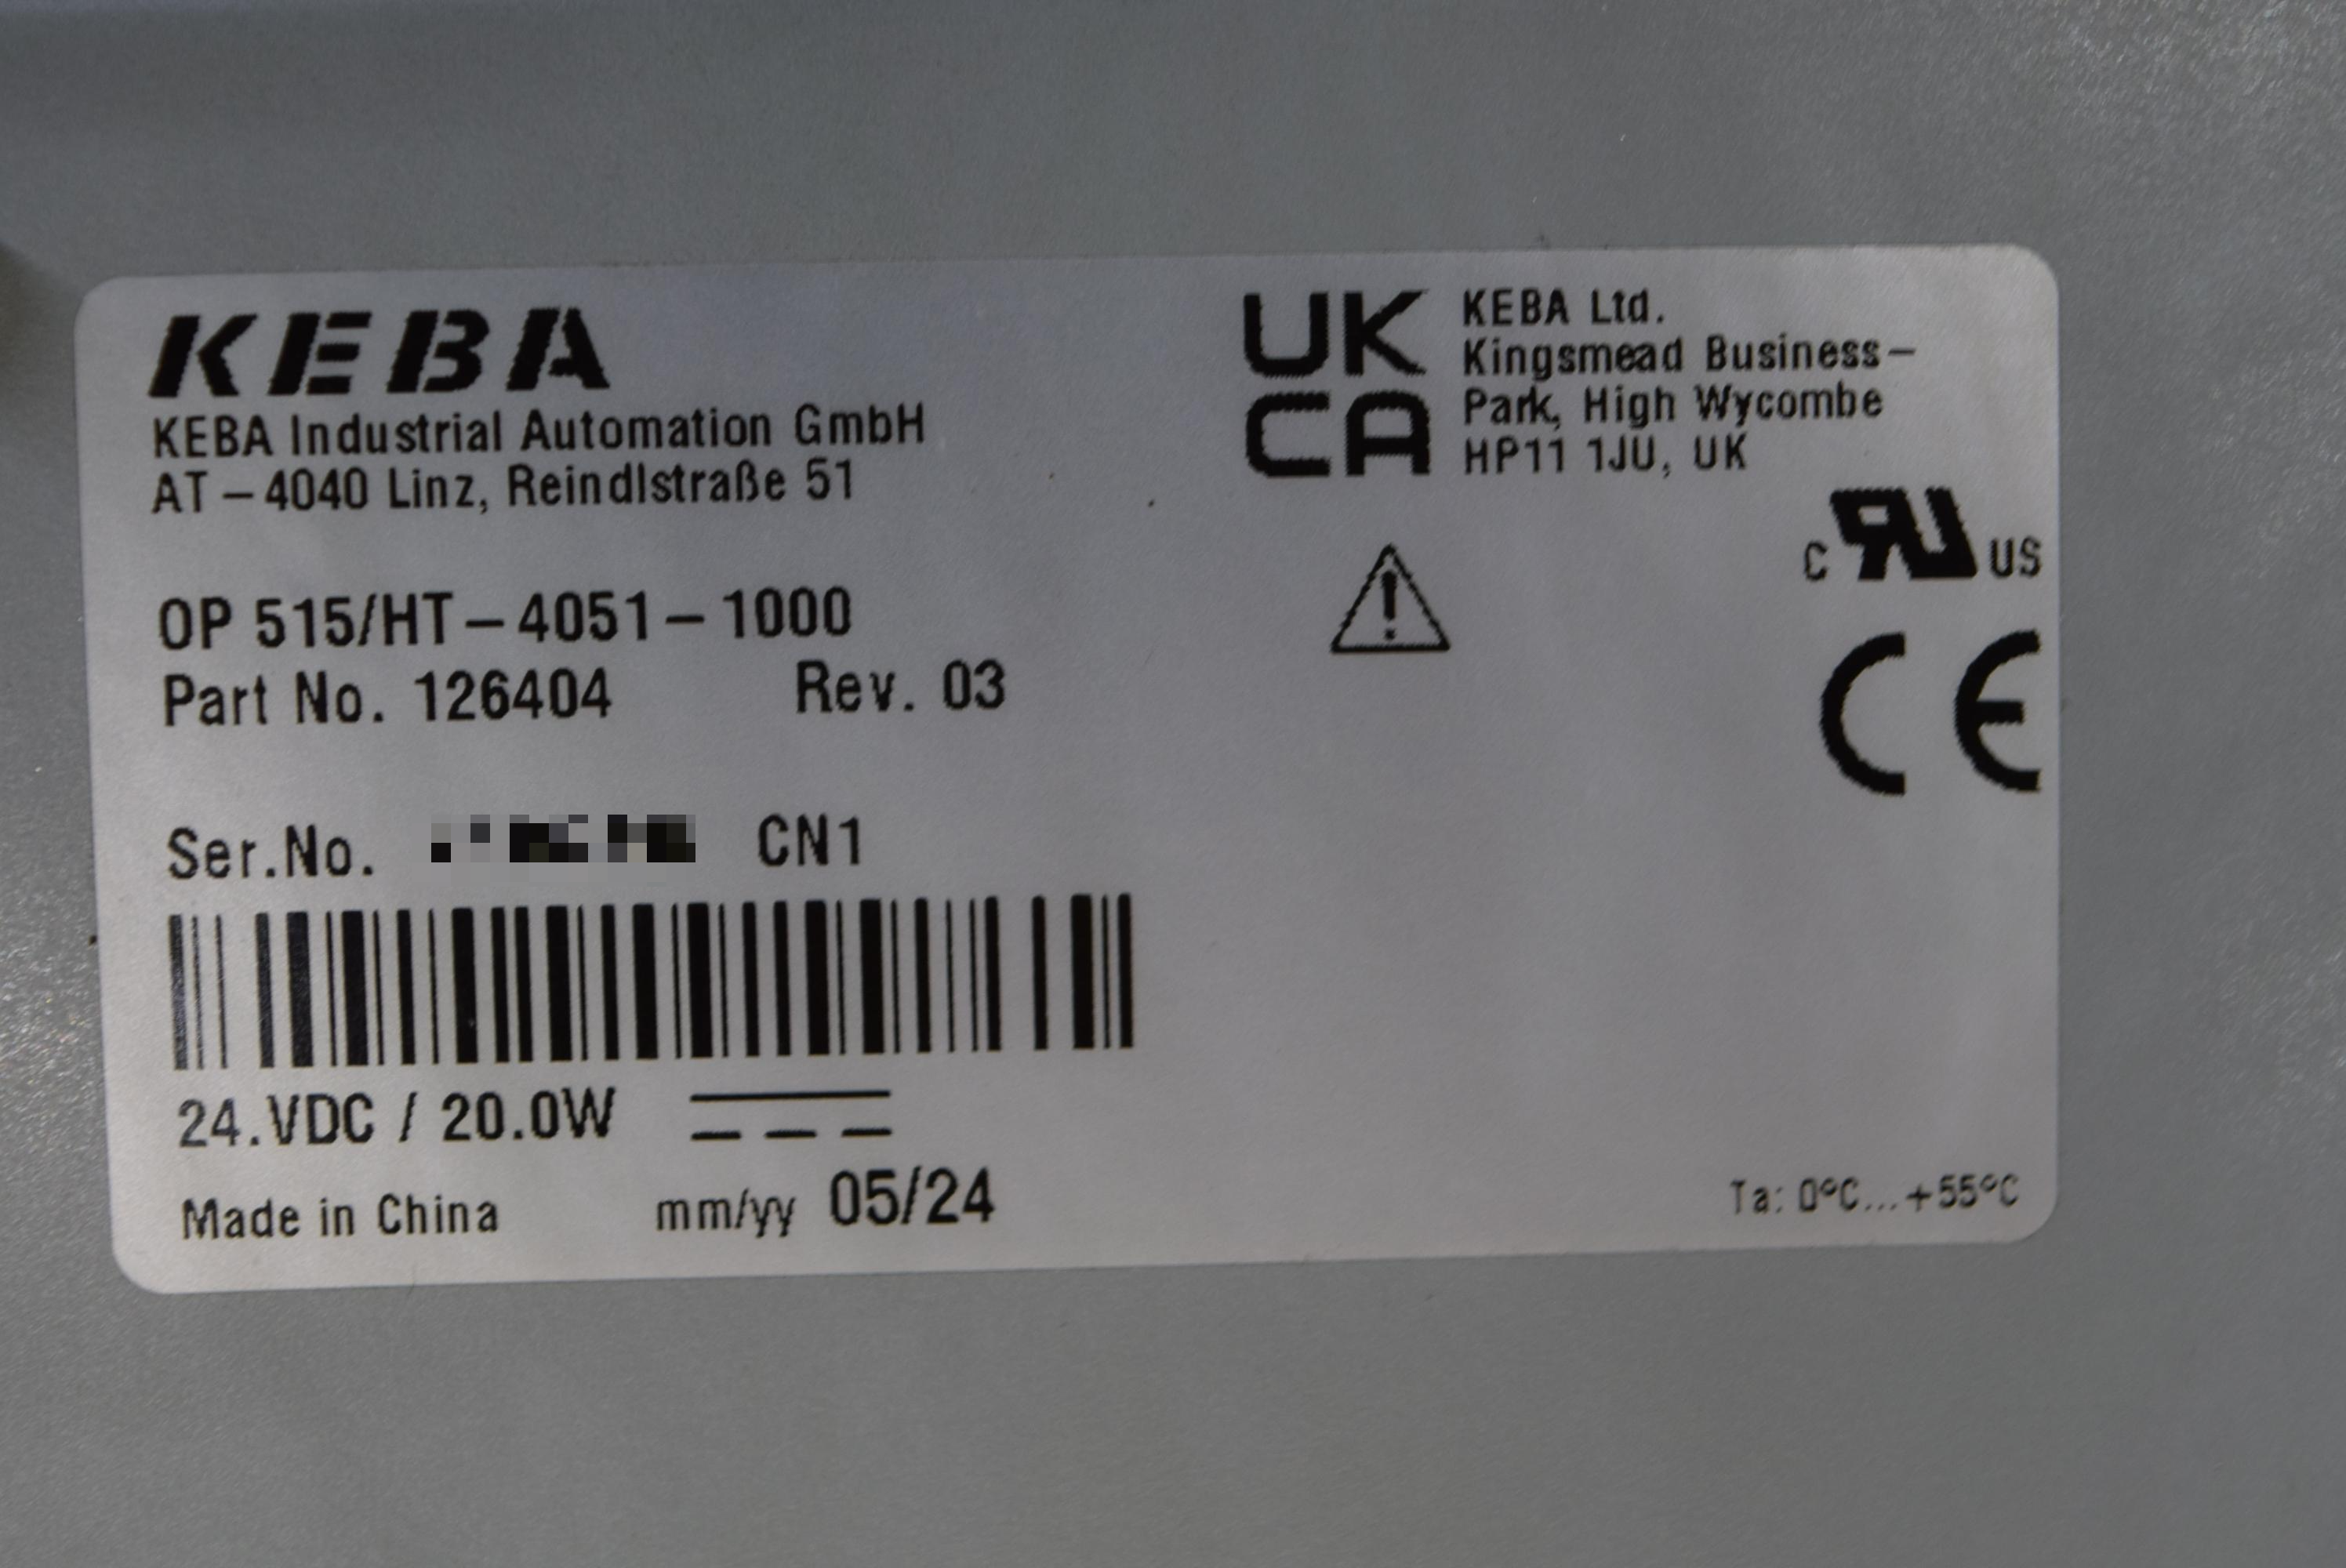 KEBA
KEBA Industrial Automation GmbH
AT-4040 Linz, Reindlstraße 51
UK
CA
KEBA Ltd.
Kingsmead Business-
Park, High Wycombe
HP11 1JU, UK
C RU US
CE
OP 515/HT-4051-1000
Part No. 126404 Rev. 03
Ser.No. CN1
24.VDC / 20.0W
Made in China mm/yy 05/24
Ta: 0°C...+55°C